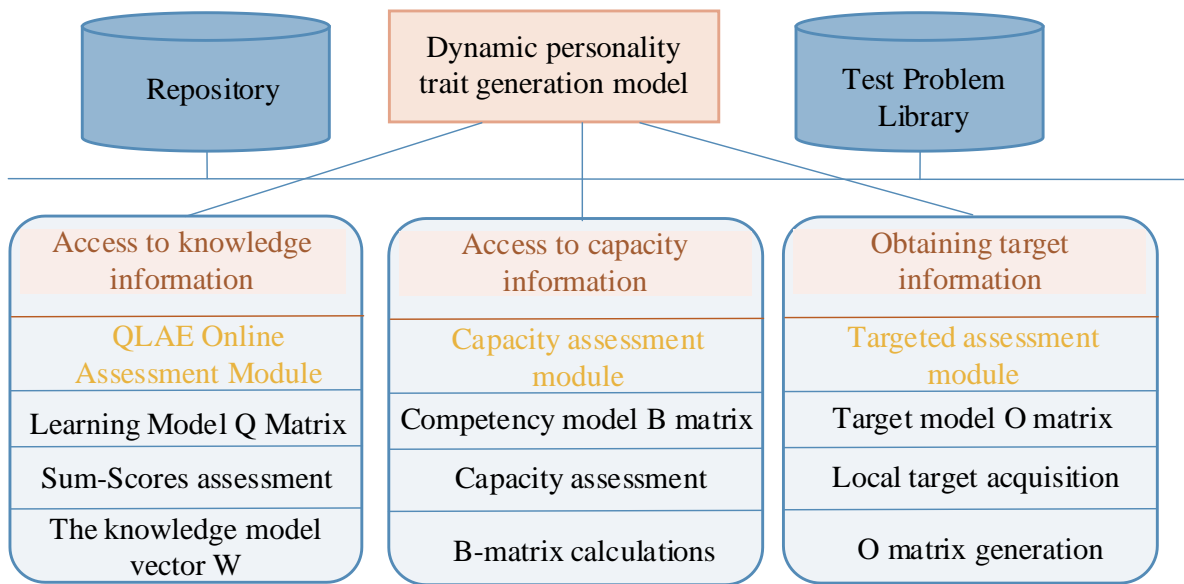 Repository
Dynamic personality
trait generation model
Test Problem
Library
Access to knowledge
information
QLAE Online
Assessment Module
Learning Model Q Matrix
Sum-Scores assessment
The knowledge model
vector W
Access to capacity
information
Capacity assessment
module
Competency model B matrix
Capacity assessment
B-matrix calculations
Obtaining target
information
Targeted assessment
module
Target model O matrix
Local target acquisition
O matrix generation